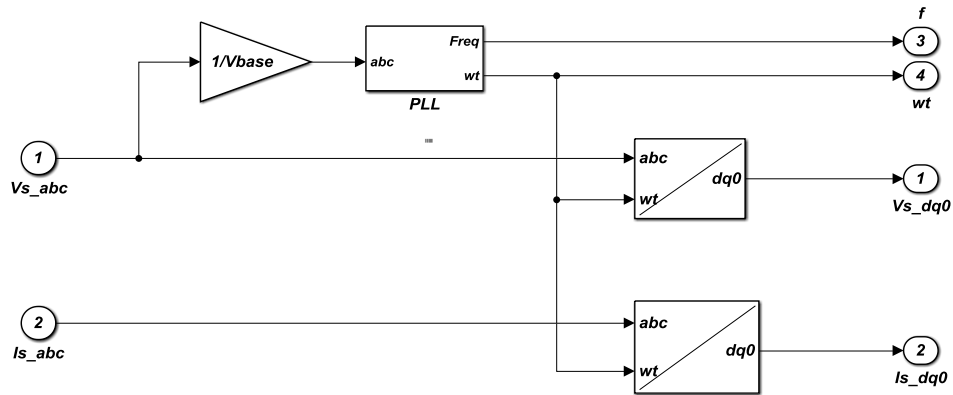 f
Freq
3
1/Vbase
abc
wt
4
PLL
wt
1
abc
dq0
1
Vs_abc
wt
Vs_dq0
2
abc
dq0
2
Is_abc
wt
Is_dq0